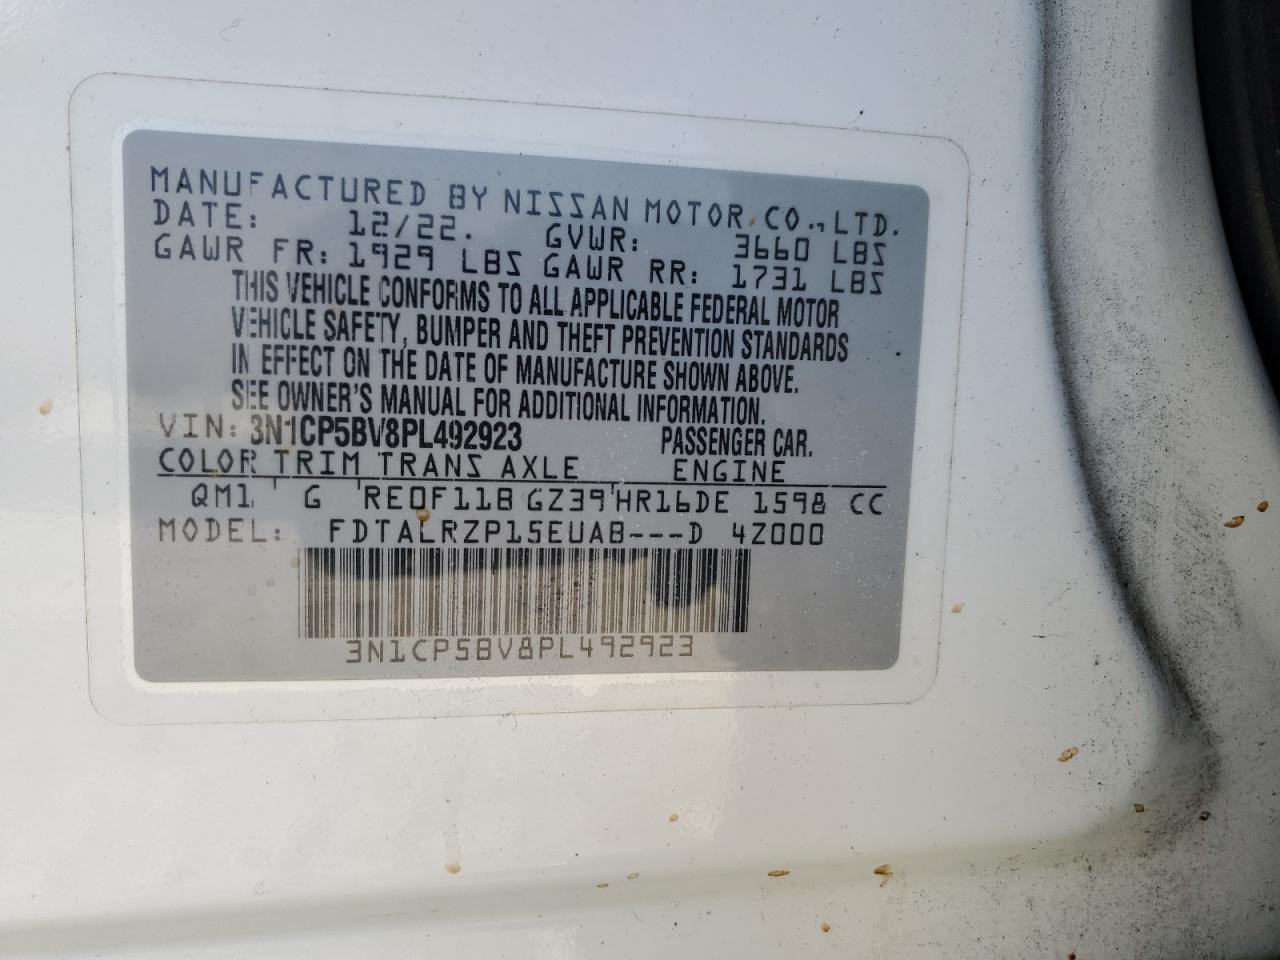 MANUFACTURED BY NISSAN MOTOR CO., LTD.
DATE: 12/22. GVWR: 3660 LBS
GAWR FR: 1929 LBS GAWR RR: 1731 LBS
THIS VEHICLE CONFORMS TO ALL APPLICABLE FEDERAL MOTOR
VEHICLE SAFETY, BUMPER AND THEFT PREVENTION STANDARDS
IN EFFECT ON THE DATE OF MANUFACTURE SHOWN ABOVE.
SEE OWNER'S MANUAL FOR ADDITIONAL INFORMATION.
VIN: 3N1CP5BV8PL492923 PASSENGER CAR.
COLOR TRIM TRANS AXLE ENGINE
QM1 G RE0F11B GZ39 HR16DE 1598 CC
MODEL: FDTALRZP15EUAB---D 4Z000
3N1CP5BV8PL492923